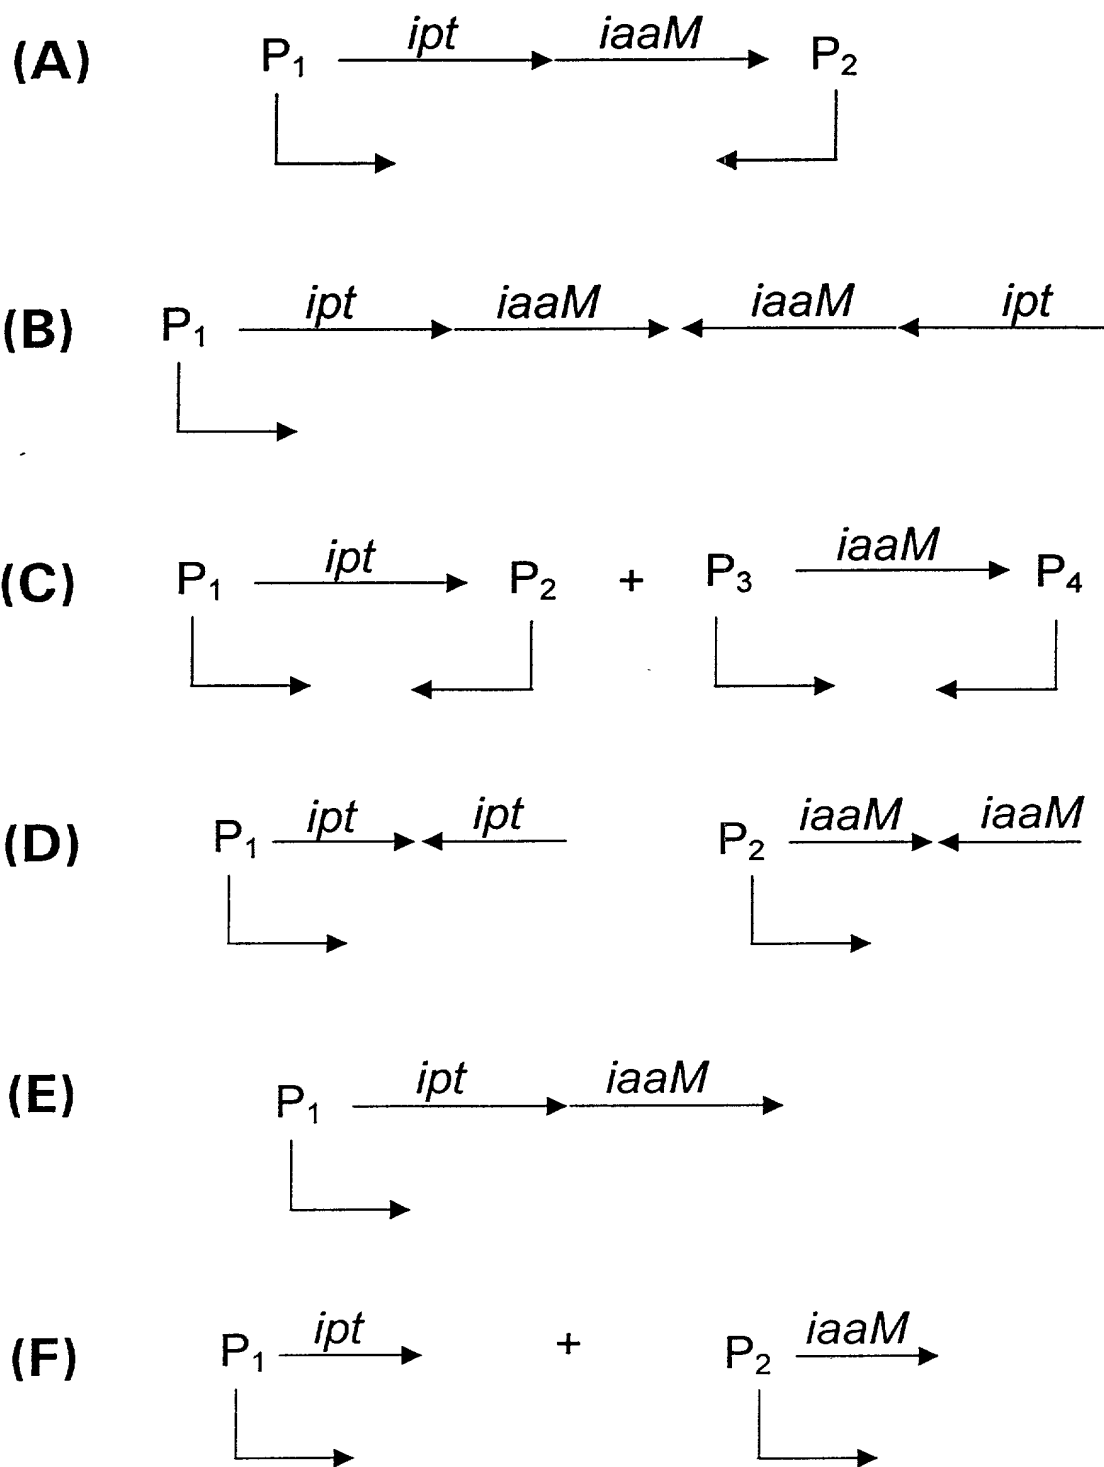 (A) P₁ ipt iaaM P₂
(B) P₁ ipt iaaM iaaM ipt
(C) P₁ ipt P₂ + P₃ iaaM P₄
(D) P₁ ipt ipt P₂ iaaM iaaM
(E) P₁ ipt iaaM
(F) P₁ ipt + P₂ iaaM